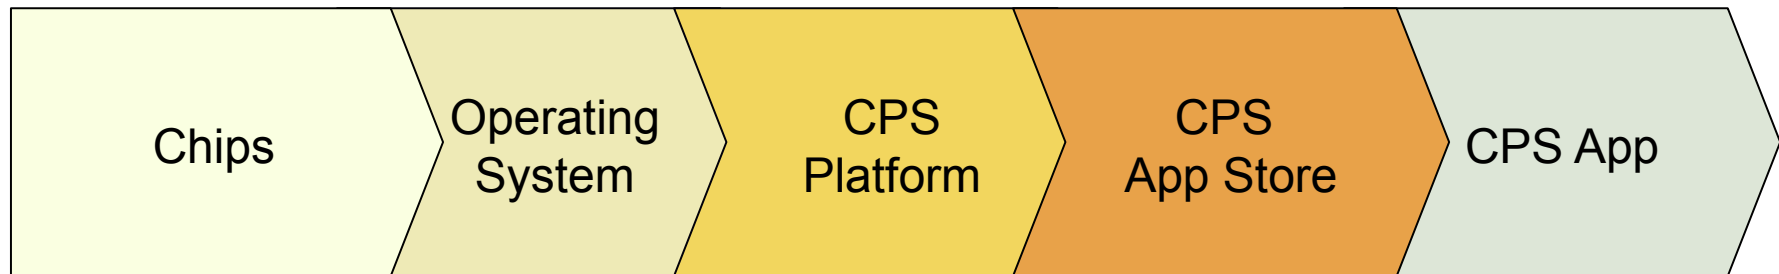 Chips
Operating
System
CPS
Platform
CPS
App Store
CPS App